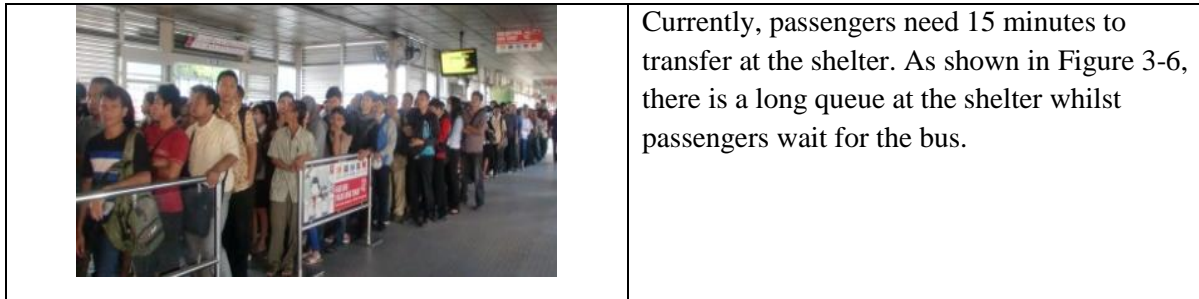 Currently, passengers need 15 minutes to
transfer at the shelter. As shown in Figure 3-6,
there is a long queue at the shelter whilst
passengers wait for the bus.